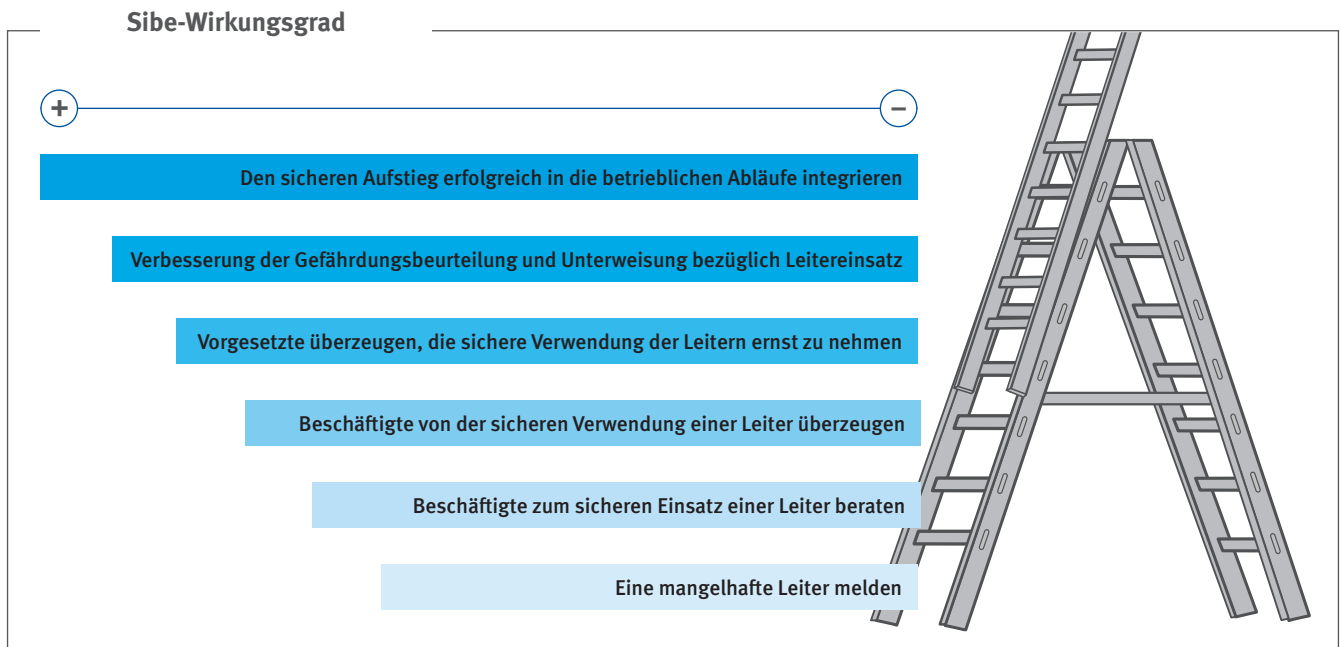 Sibe-Wirkungsgrad
+ −
Den sicheren Aufstieg erfolgreich in die betrieblichen Abläufe integrieren
Verbesserung der Gefährdungsbeurteilung und Unterweisung bezüglich Leitereinsatz
Vorgesetzte überzeugen, die sichere Verwendung der Leitern ernst zu nehmen
Beschäftigte von der sicheren Verwendung einer Leiter überzeugen
Beschäftigte zum sicheren Einsatz einer Leiter beraten
Eine mangelhafte Leiter melden